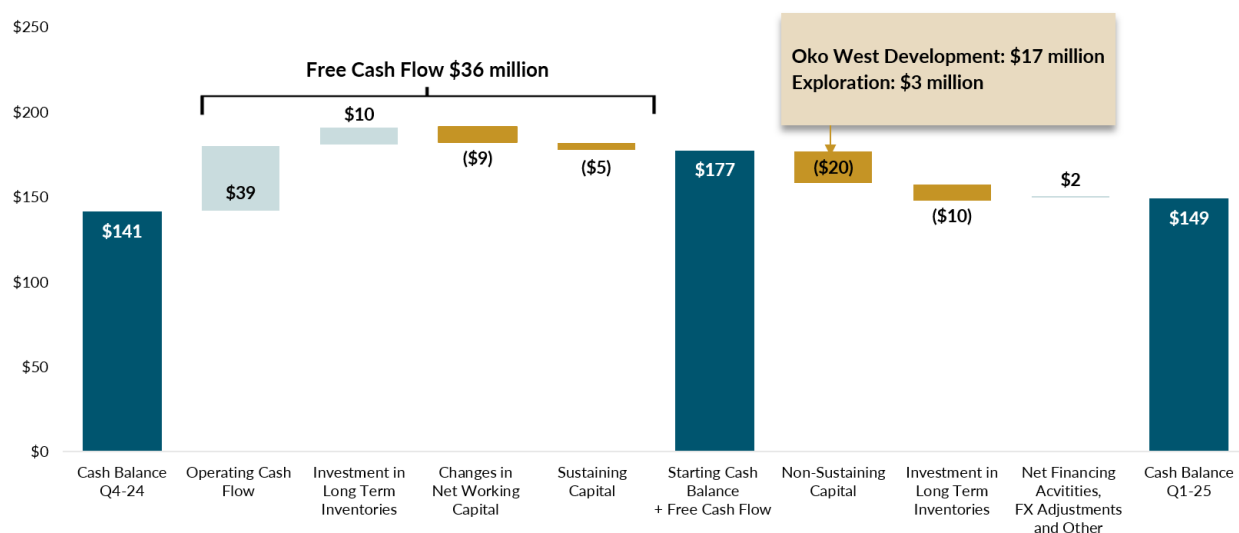 $250
$200
$150
$100
$50
$0
Free Cash Flow $36 million
Oko West Development: $17 million
Exploration: $3 million
$141
$39
$10
($9)
($5)
$177
($20)
($10)
$2
$149
Cash Balance
Q4-24
Operating Cash
Flow
Investment in
Long Term
Inventories
Changes in
Net Working
Capital
Sustaining
Capital
Starting Cash
Balance
+ Free Cash Flow
Non-Sustaining
Capital
Investment in
Long Term
Inventories
Net Financing
Acvitities,
FX Adjustments
and Other
Cash Balance
Q1-25